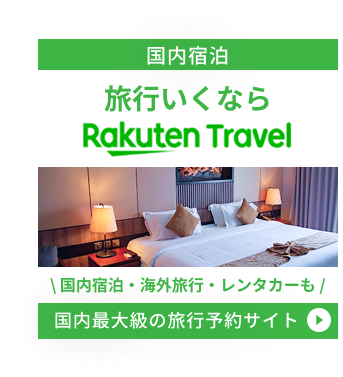 国内宿泊
旅行いくなら
Rakuten Travel
\ 国内宿泊・海外旅行・レンタカーも /
国内最大級の旅行予約サイト